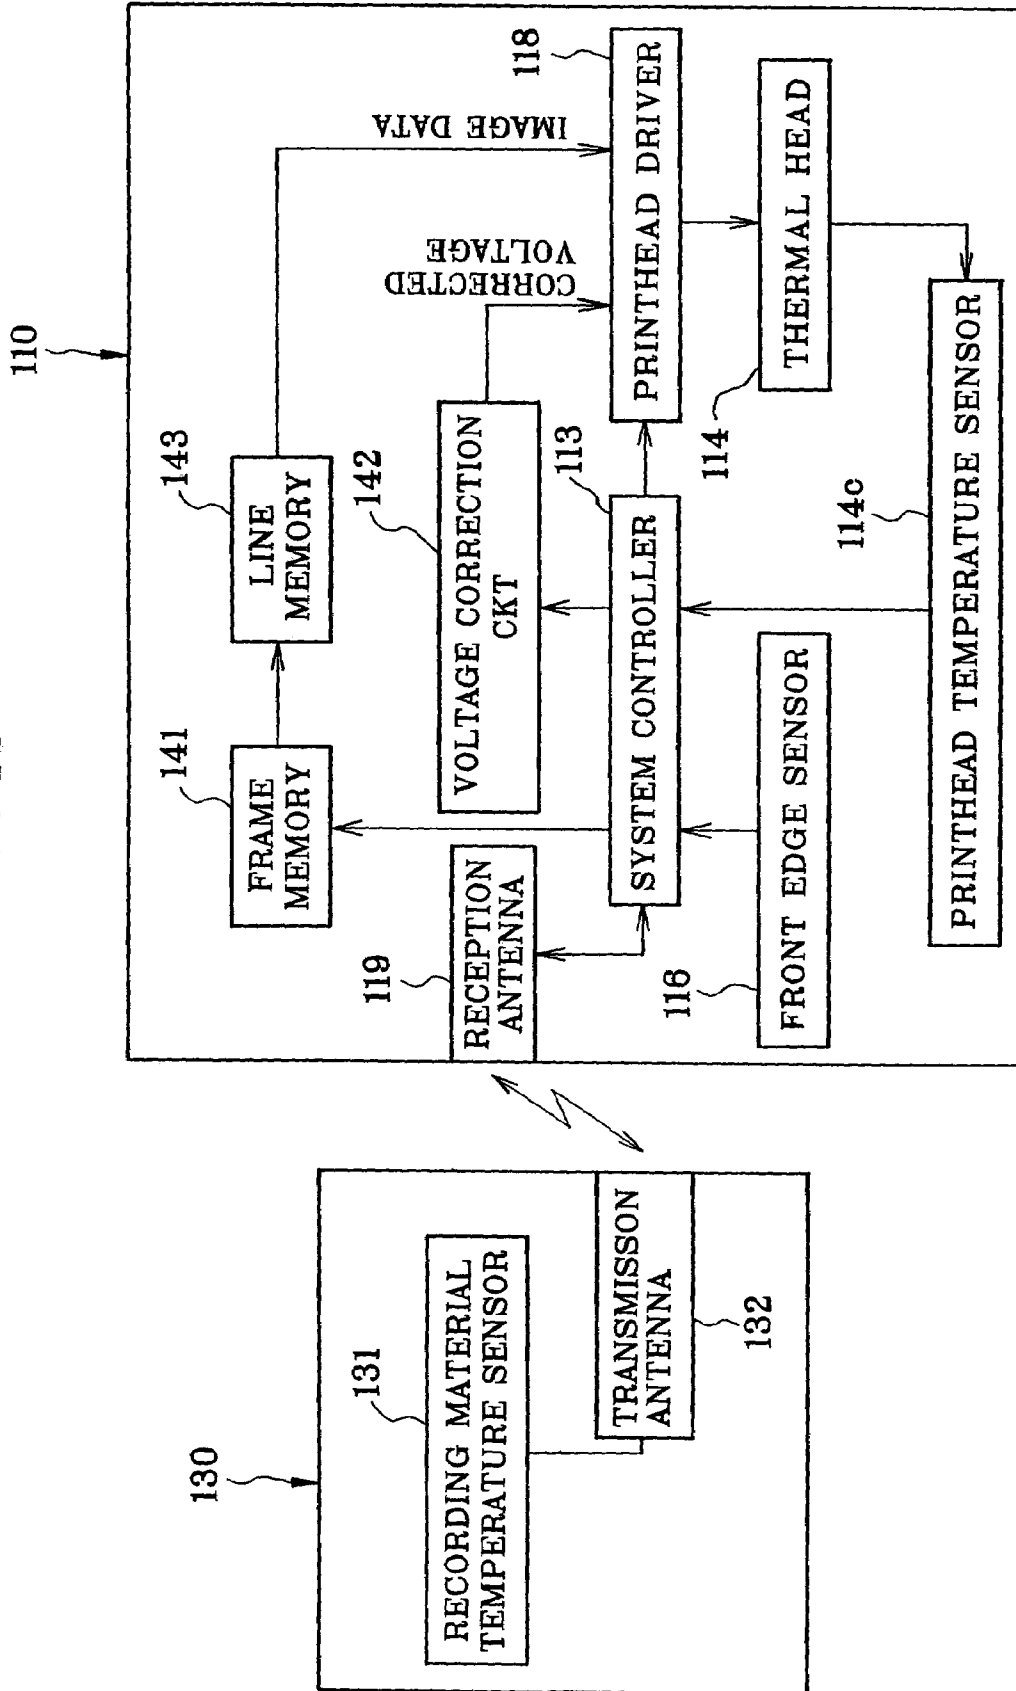 110
141
FRAME
MEMORY
143
LINE
MEMORY
IMAGE DATA
119
RECEPTION
ANTENNA
142
VOLTAGE CORRECTION
CKT
CORRECTED
VOLTAGE
113
SYSTEM CONTROLLER
118
PRINTHEAD DRIVER
116
FRONT EDGE SENSOR
114
THERMAL HEAD
114c
PRINTHEAD TEMPERATURE SENSOR
130
131
RECORDING MATERIAL
TEMPERATURE SENSOR
TRANSMISSON
ANTENNA
132